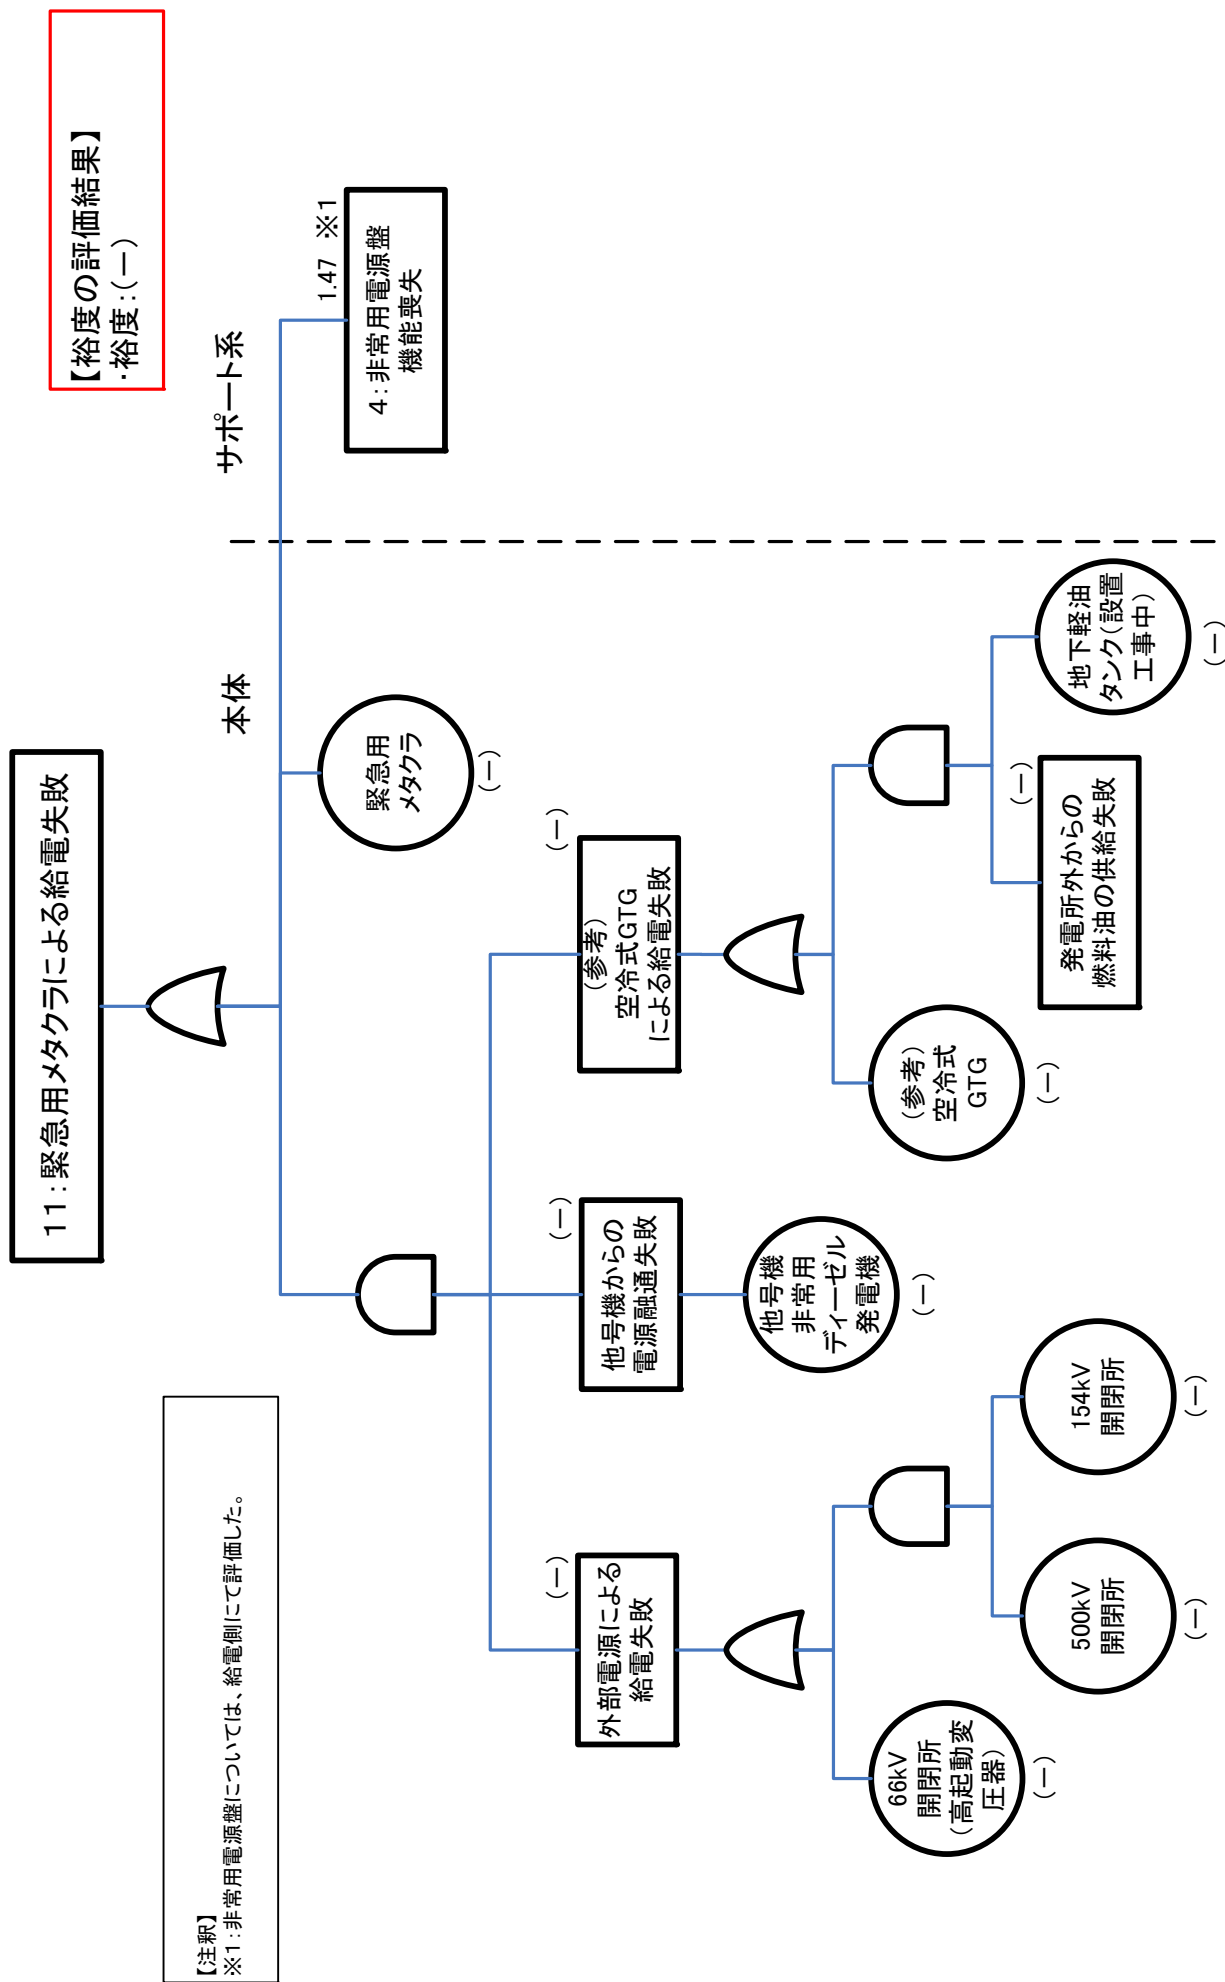 11:緊急用メタクラによる給電失敗
【裕度の評価結果】
・裕度:(－)
【注釈】
※1:非常用電源盤については、給電側にて評価した。
本体
サポート系
緊急用
メタクラ
(－)
1.47 ※1
4:非常用電源盤
機能喪失
外部電源による
給電失敗
(－)
他号機からの
電源融通失敗
(－)
(参考)
空冷式GTG
による給電失敗
(－)
66kV
開閉所
(高起動変
圧器)
(－)
500kV
開閉所
(－)
154kV
開閉所
(－)
他号機
非常用
ディーゼル
発電機
(－)
(参考)
空冷式
GTG
(－)
発電所外からの
燃料油の供給失敗
(－)
地下軽油
タンク(設置
工事中)
(－)